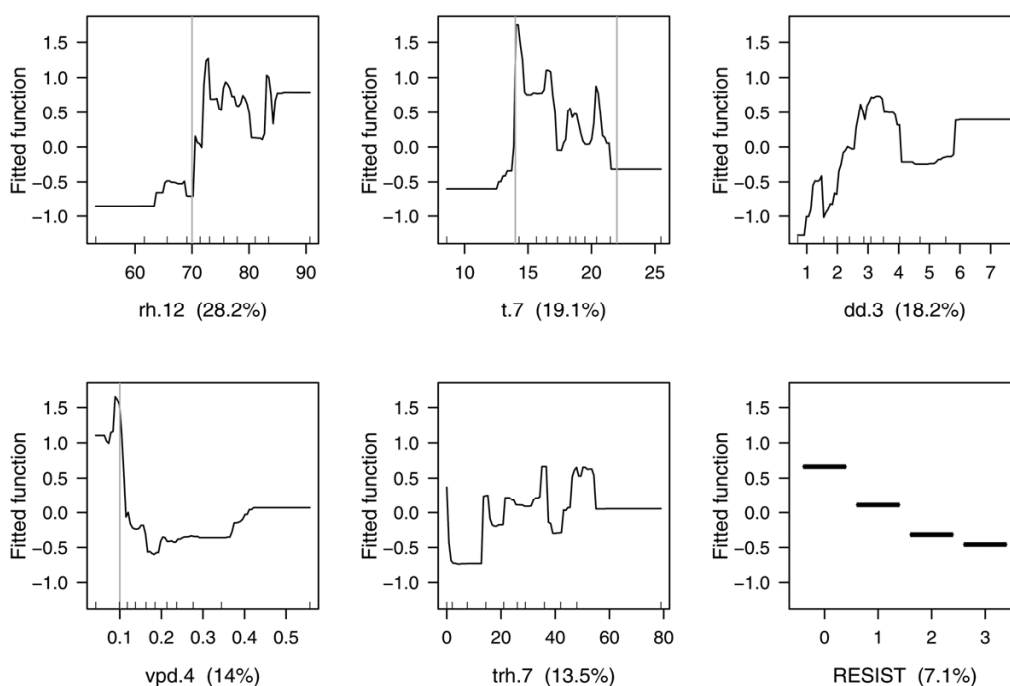 Fitted function
1.5
1.0
0.5
0.0
−0.5
−1.0
60 70 80 90
rh.12 (28.2%)
Fitted function
1.5
1.0
0.5
0.0
−0.5
−1.0
10 15 20 25
t.7 (19.1%)
Fitted function
1.5
1.0
0.5
0.0
−0.5
−1.0
1 2 3 4 5 6 7
dd.3 (18.2%)
Fitted function
1.5
1.0
0.5
0.0
−0.5
−1.0
0.1 0.2 0.3 0.4 0.5
vpd.4 (14%)
Fitted function
1.5
1.0
0.5
0.0
−0.5
−1.0
0 20 40 60 80
trh.7 (13.5%)
Fitted function
1.5
1.0
0.5
0.0
−0.5
−1.0
0 1 2 3
RESIST (7.1%)